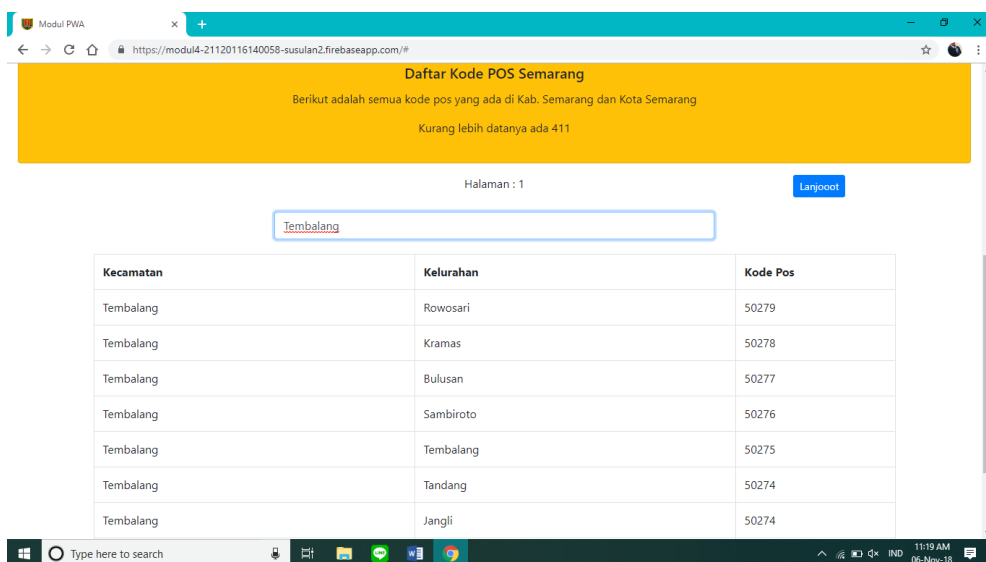 Modul PWA
https://modul4-21120116140058-susulan2.firebaseapp.com/#
Daftar Kode POS Semarang
Berikut adalah semua kode pos yang ada di Kab. Semarang dan Kota Semarang
Kurang lebih datanya ada 411
Halaman : 1
Lanjooot
Tembalang
Kecamatan Kelurahan Kode Pos
Tembalang Rowosari 50279
Tembalang Kramas 50278
Tembalang Bulusan 50277
Tembalang Sambiroto 50276
Tembalang Tembalang 50275
Tembalang Tandang 50274
Tembalang Jangli 50274
Type here to search
IND
11:19 AM
06-Nov-18